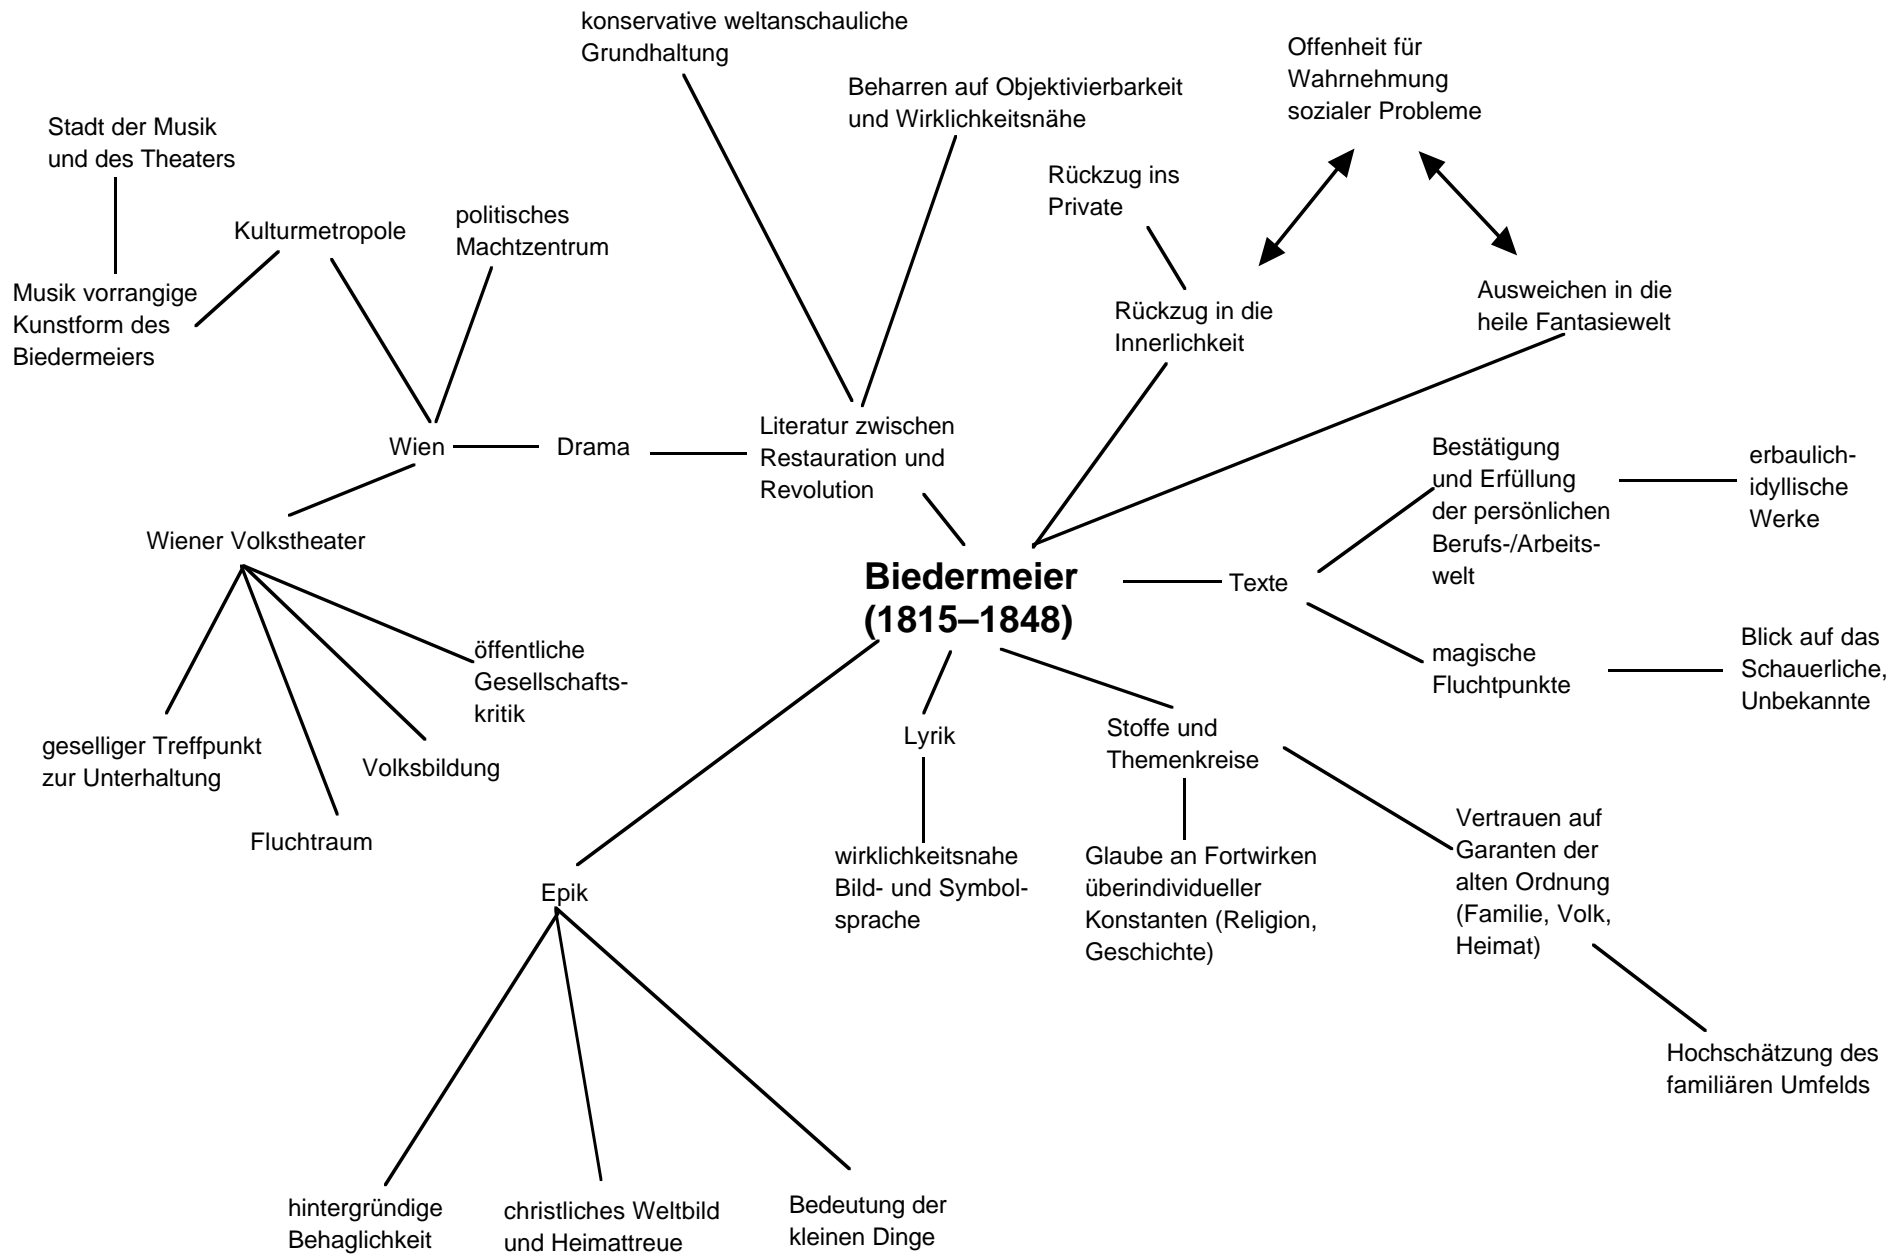 konservative weltanschauliche
Grundhaltung
Offenheit für
Wahrnehmung
sozialer Probleme
Beharren auf Objektivierbarkeit
und Wirklichkeitsnähe
Stadt der Musik
und des Theaters
Rückzug ins
Private
Kulturmetropole
politisches
Machtzentrum
Musik vorrangige
Kunstform des
Biedermeiers
Rückzug in die
Innerlichkeit
Ausweichen in die
heile Fantasiewelt
Wien
Drama
Literatur zwischen
Restauration und
Revolution
Bestätigung
und Erfüllung
der persönlichen
Berufs-/Arbeits-
welt
erbaulich-
idyllische
Werke
Wiener Volkstheater
Biedermeier
(1815–1848)
Texte
öffentliche
Gesellschafts-
kritik
magische
Fluchtpunkte
Blick auf das
Schauerliche,
Unbekannte
geselliger Treffpunkt
zur Unterhaltung
Volksbildung
Fluchtraum
Lyrik
Stoffe und
Themenkreise
wirklichkeitsnahe
Bild- und Symbol-
sprache
Glaube an Fortwirken
überindividueller
Konstanten (Religion,
Geschichte)
Vertrauen auf
Garanten der
alten Ordnung
(Familie, Volk,
Heimat)
Epik
Hochschätzung des
familiären Umfelds
hintergründige
Behaglichkeit
christliches Weltbild
und Heimattreue
Bedeutung der
kleinen Dinge